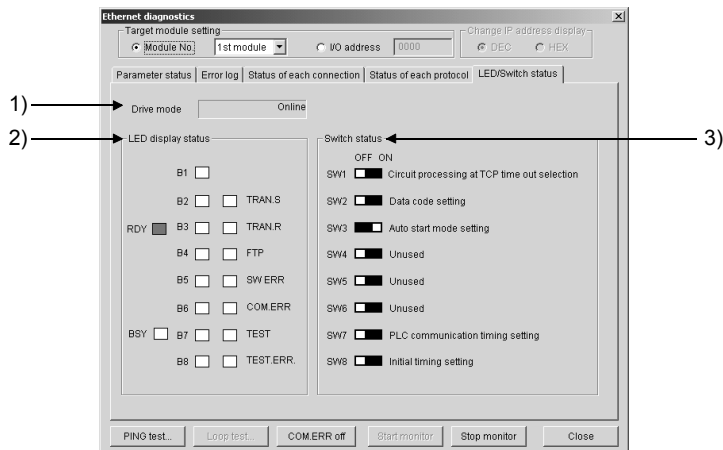 Ethernet diagnostics
Target module setting
Module No. 1st module I/O address 0000
Change IP address display
DEC HEX
Parameter status Error log Status of each connection Status of each protocol LED/Switch status
1)
Drive mode Online
2)
LED display status
B1
B2 TRAN.S
RDY B3 TRAN.R
B4 FTP
B5 SW.ERR
B6 COM.ERR
BSY B7 TEST
B8 TEST.ERR.
3)
Switch status
OFF ON
SW1 Circuit processing at TCP time out selection
SW2 Data code setting
SW3 Auto start mode setting
SW4 Unused
SW5 Unused
SW6 Unused
SW7 PLC communication timing setting
SW8 Initial timing setting
PING test... Loop test... COM.ERR off Start monitor Stop monitor Close